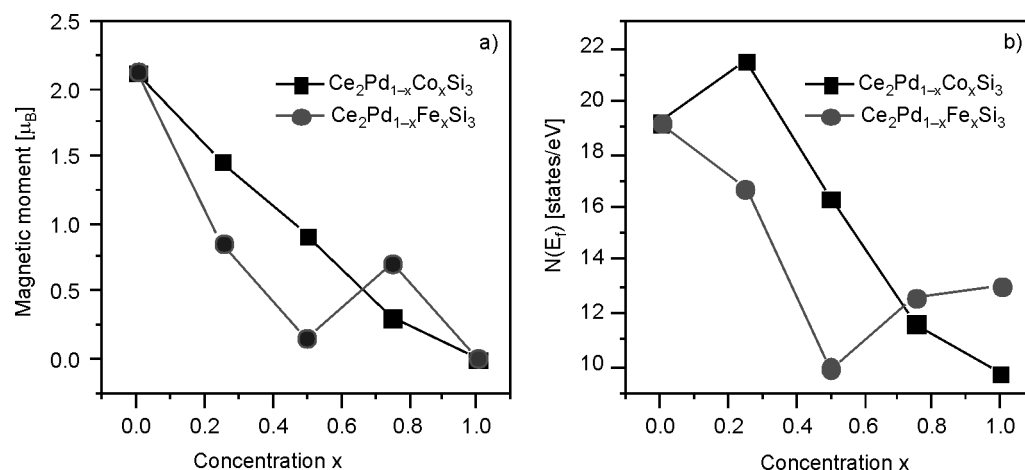 2.5
2.0
1.5
1.0
0.5
0.0
Magnetic moment [μB]
a)
Ce2Pd1–xCoxSi3
Ce2Pd1–xFexSi3
0.0 0.2 0.4 0.6 0.8 1.0
Concentration x
22
20
18
16
14
12
10
N(Ef) [states/eV]
b)
Ce2Pd1–xCoxSi3
Ce2Pd1–xFexSi3
0.0 0.2 0.4 0.6 0.8 1.0
Concentration x